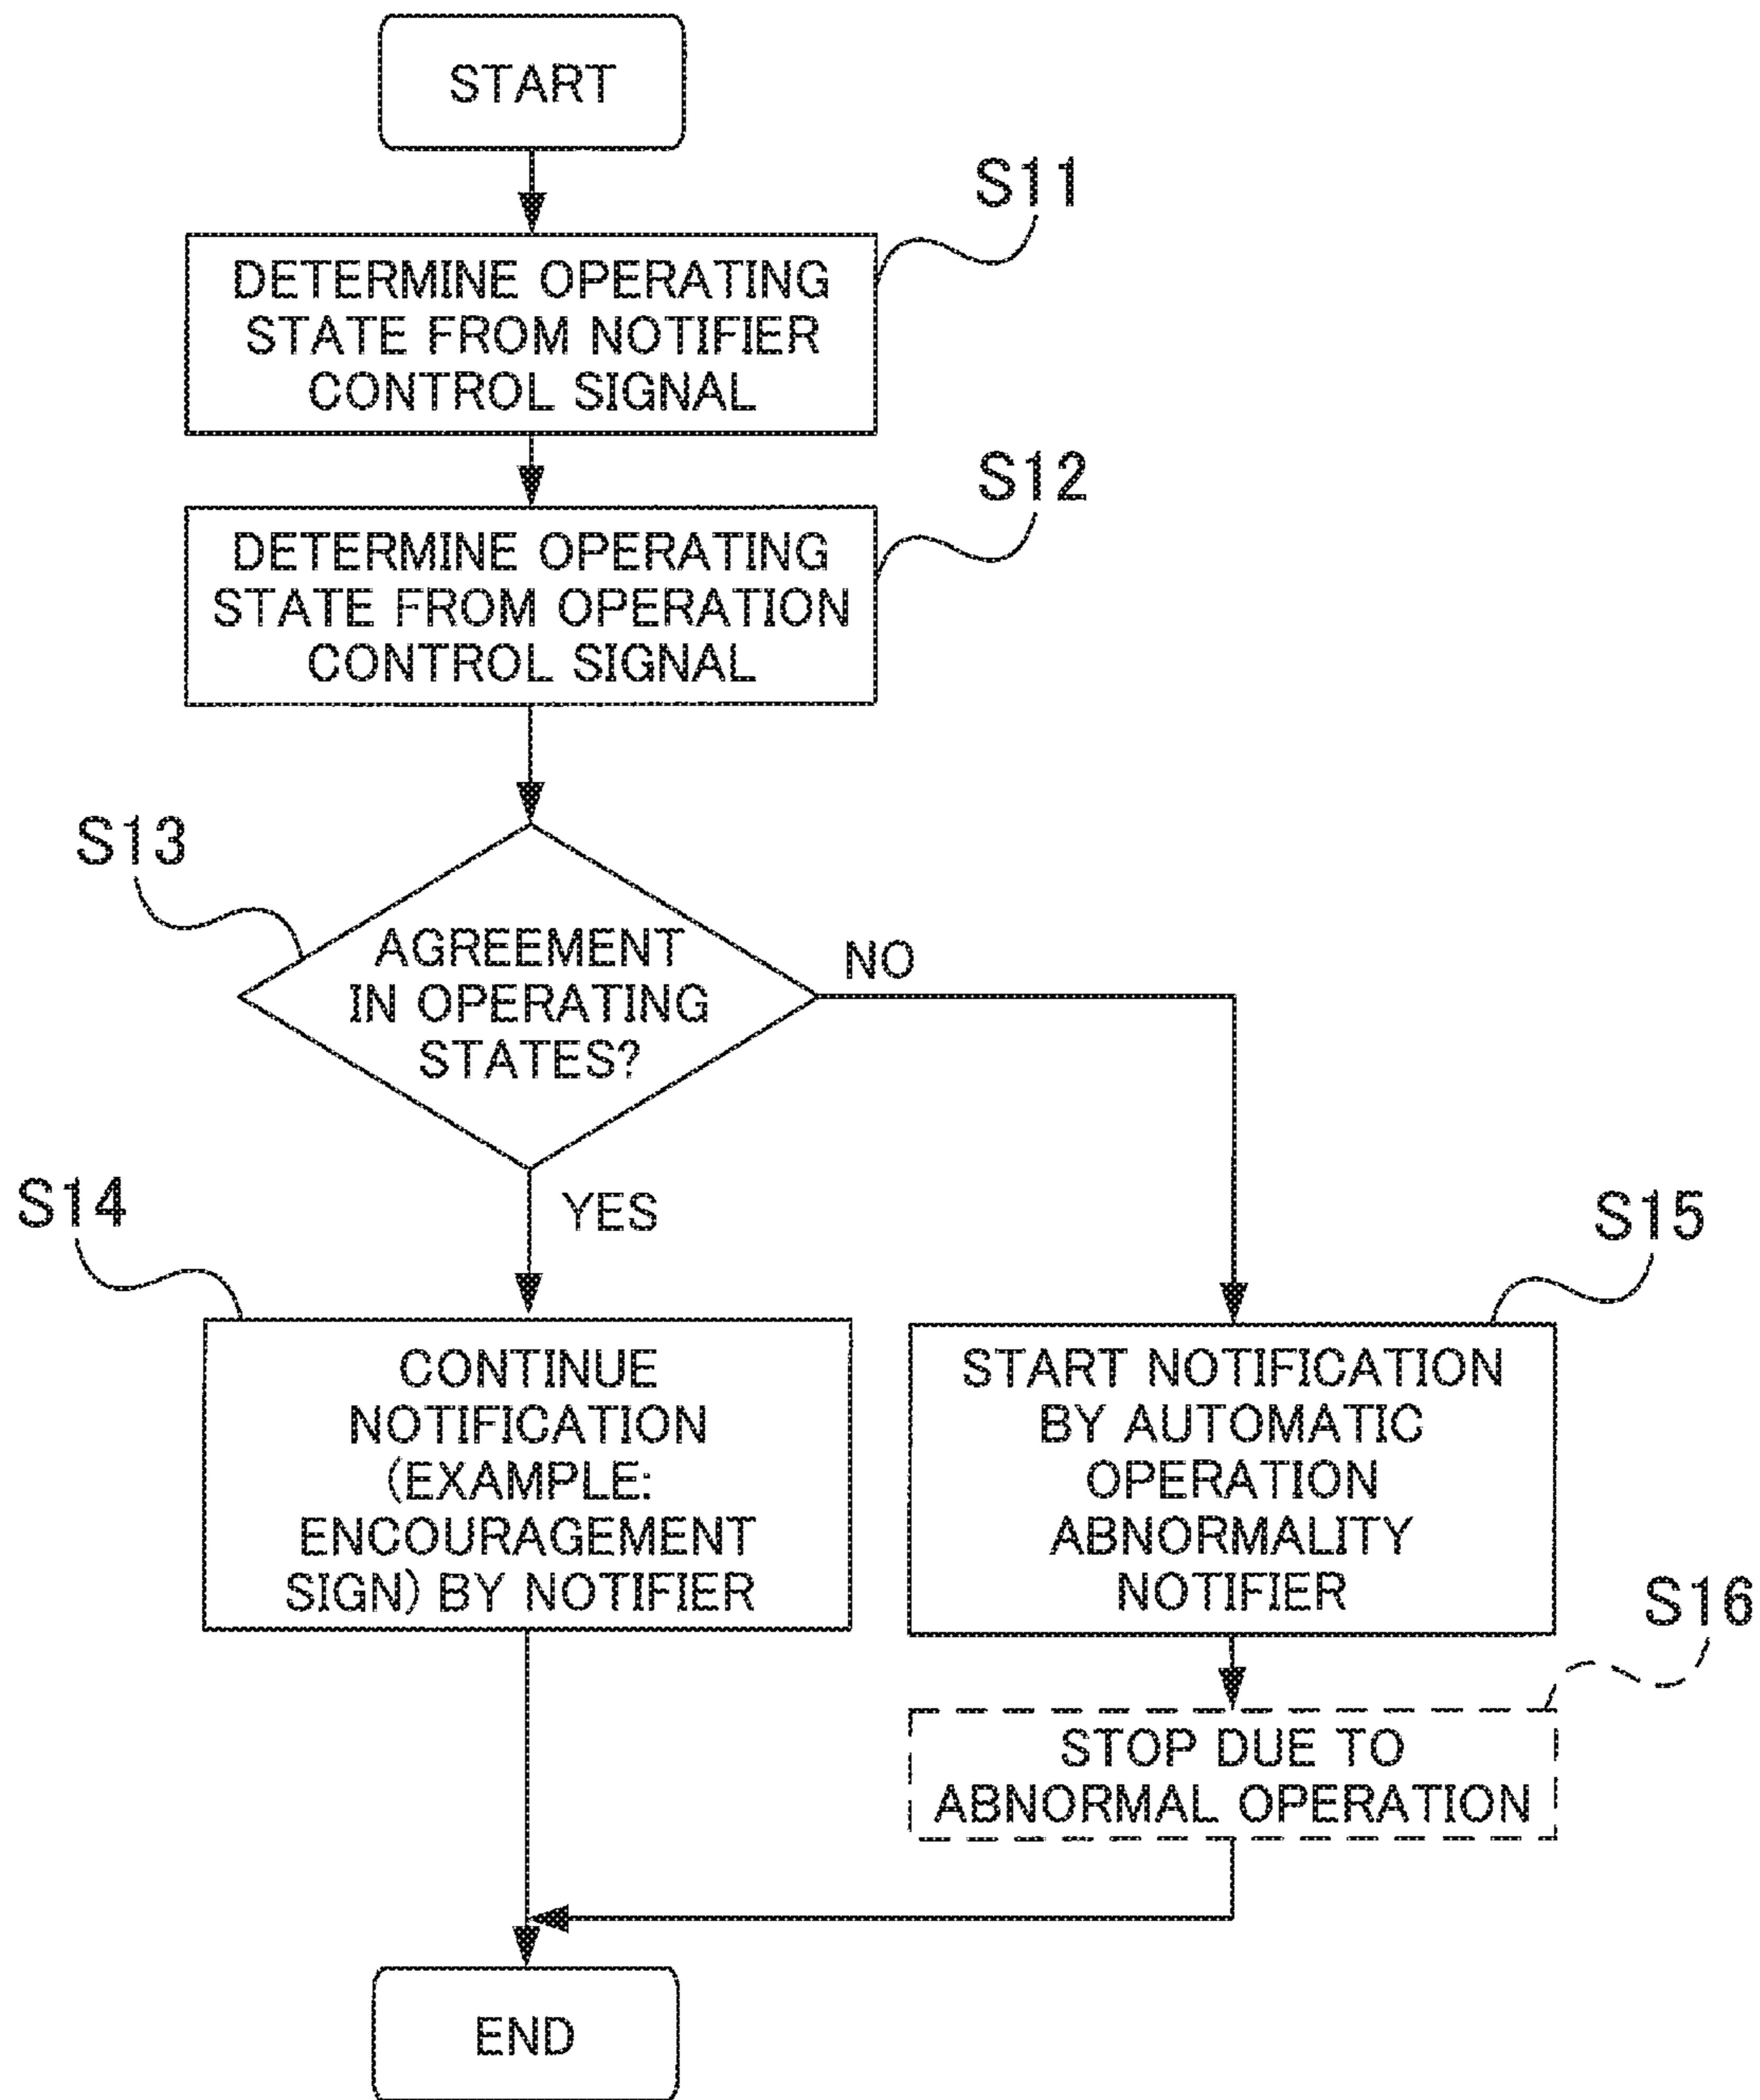 START
S11
DETERMINE OPERATING
STATE FROM NOTIFIER
CONTROL SIGNAL
S12
DETERMINE OPERATING
STATE FROM OPERATION
CONTROL SIGNAL
S13
AGREEMENT
IN OPERATING
STATES?
NO
YES
S14
CONTINUE
NOTIFICATION
(EXAMPLE:
ENCOURAGEMENT
SIGN) BY NOTIFIER
S15
START NOTIFICATION
BY AUTOMATIC
OPERATION
ABNORMALITY
NOTIFIER
S16
STOP DUE TO
ABNORMAL OPERATION
END